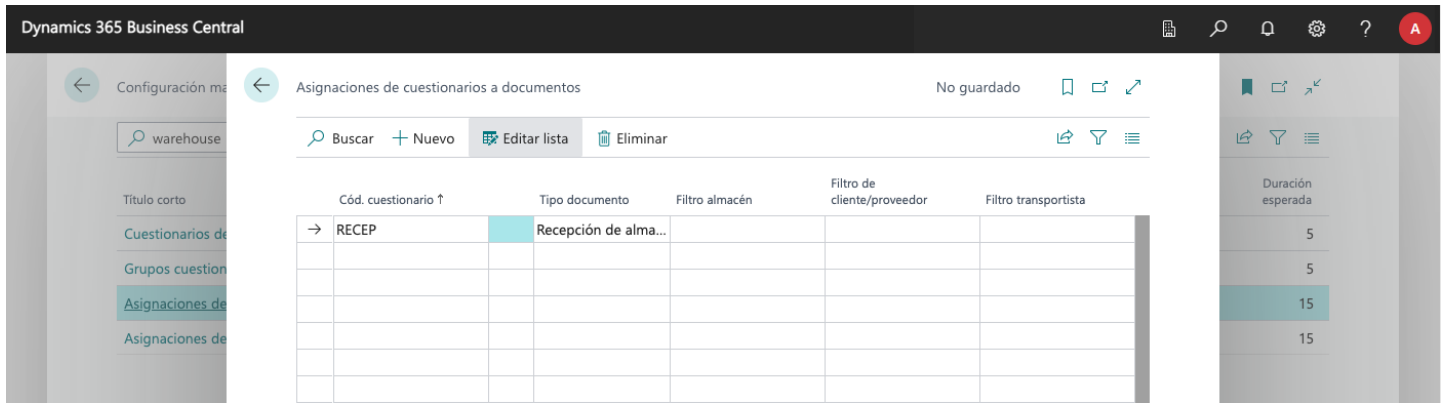 Dynamics 365 Business Central
A
Configuración ma
warehouse
Título corto
Cuestionarios de
Grupos cuestion
Asignaciones de
Asignaciones de
Asignaciones de cuestionarios a documentos
No guardado
Buscar
Nuevo
Editar lista
Eliminar
Cód. cuestionario ↑
Tipo documento
Filtro almacén
Filtro de
cliente/proveedor
Filtro transportista
→ RECEP
Recepción de alma...
Duración
esperada
5
5
15
15